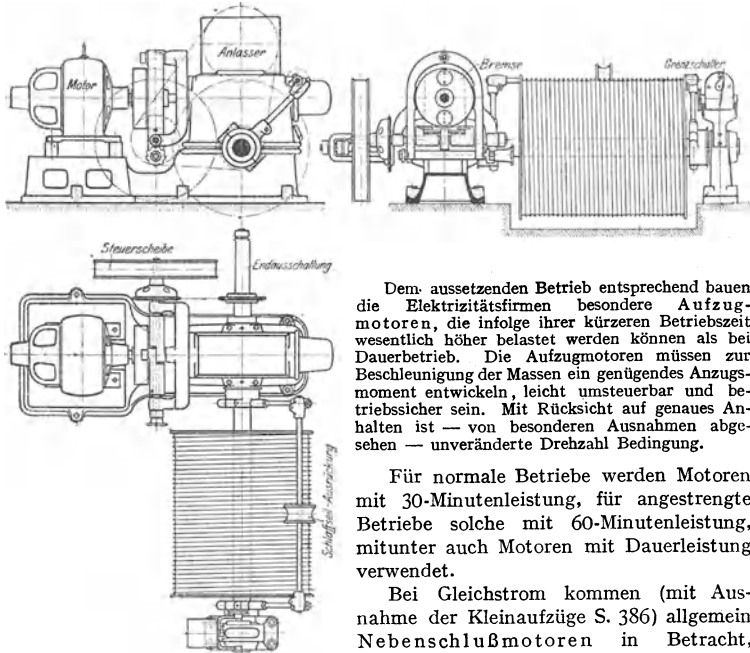 Anlasser
Motor
Bremse
Grenzschalter
Steuerscheibe
Endausschaltung
Schlaffseil-Ausrückung
Dem aussetzenden Betrieb entsprechend bauen
die Elektrizitätsfirmen besondere Aufzug-
motoren, die infolge ihrer kürzeren Betriebszeit
wesentlich höher belastet werden können als bei
Dauerbetrieb. Die Aufzugmotoren müssen zur
Beschleunigung der Massen ein genügendes Anzugs-
moment entwickeln, leicht umsteuerbar und be-
triebssicher sein. Mit Rücksicht auf genaues An-
halten ist — von besonderen Ausnahmen abge-
sehen — unveränderte Drehzahl Bedingung.
Für normale Betriebe werden Motoren
mit 30-Minutenleistung, für angestrengte
Betriebe solche mit 60-Minutenleistung,
mitunter auch Motoren mit Dauerleistung
verwendet.
Bei Gleichstrom kommen (mit Aus-
nahme der Kleinaufzüge S. 386) allgemein
Nebenschlußmotoren in Betracht,